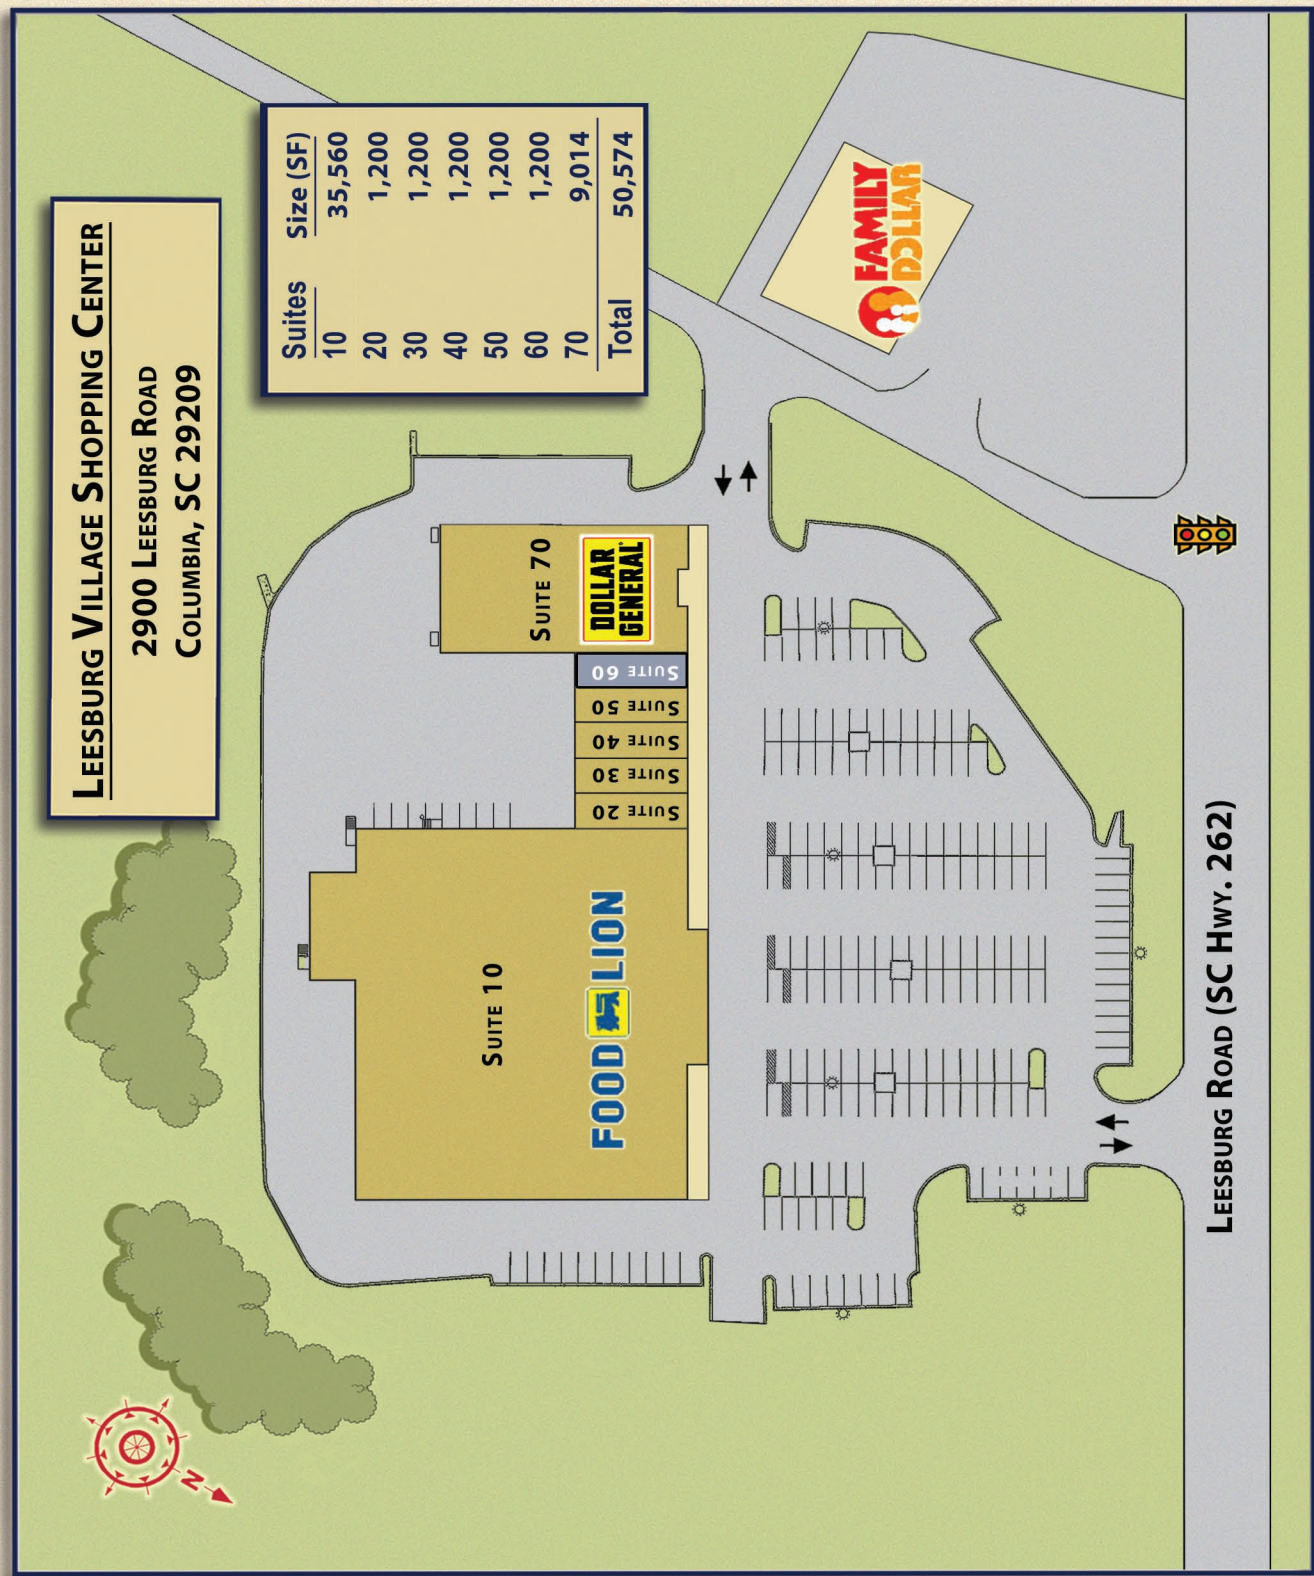 LEESBURG VILLAGE SHOPPING CENTER
2900 LEESBURG ROAD
COLUMBIA, SC 29209
Suites Size (SF)
10 35,560
20 1,200
30 1,200
40 1,200
50 1,200
60 1,200
70 9,014
Total 50,574
SUITE 10
FOOD LION
SUITE 20
SUITE 30
SUITE 40
SUITE 50
SUITE 60
SUITE 70
DOLLAR
GENERAL
FAMILY
DOLLAR
N
LEESBURG ROAD (SC HWY. 262)